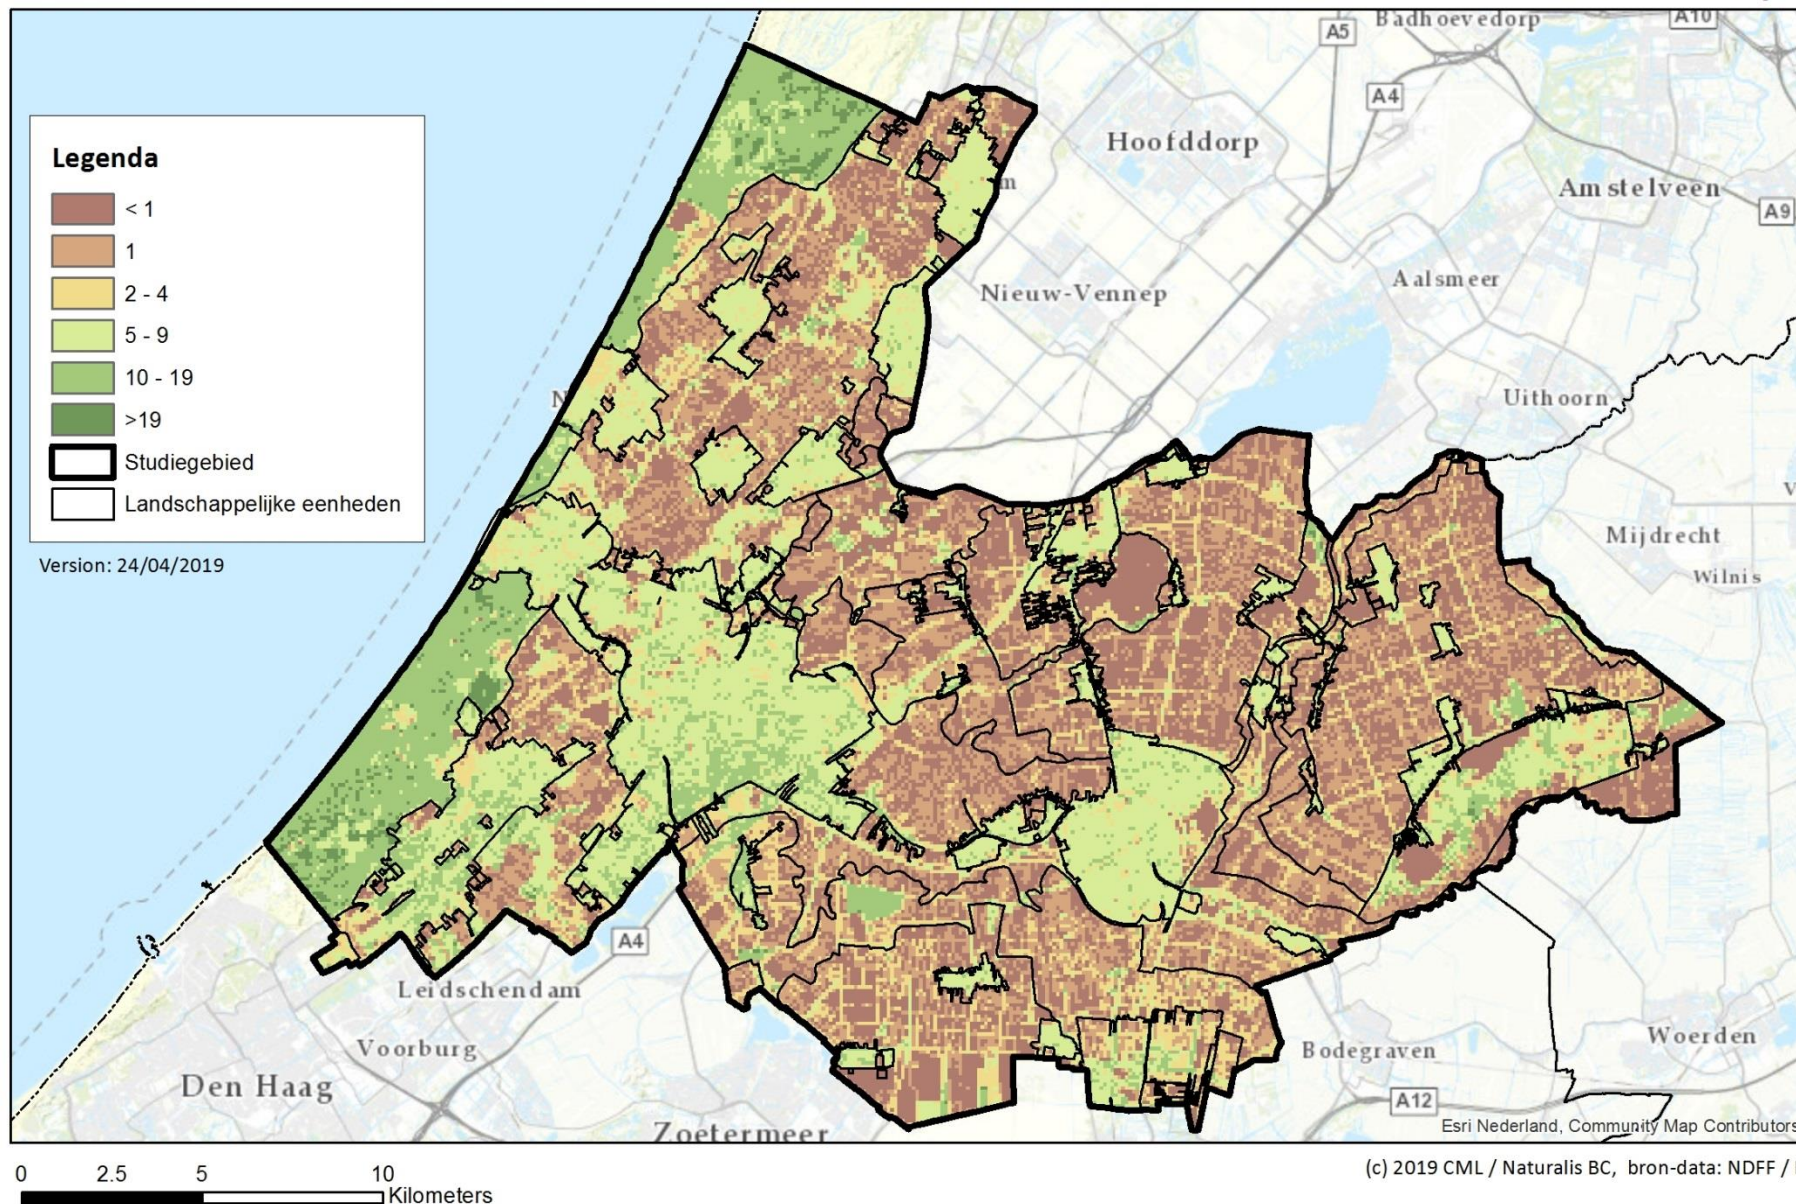 Legenda
< 1
1
2 - 4
5 - 9
10 - 19
>19
Studiegebied
Landschappelijke eenheden
Version: 24/04/2019
Badhoevedorp
A10
A5
A4
Hoofddorp
Amstelveen
A9
m
Nieuw-Vennep
Aalsmeer
N
Uithoorn
V
Mijdrecht
Wilnis
A4
Leidschendam
Voorburg
Den Haag
Zoetermeer
Bodegraven
Woerden
A12
Esri Nederland, Community Map Contributors
0 2.5 5 10
Kilometers
(c) 2019 CML / Naturalis BC, bron-data: NDFF /